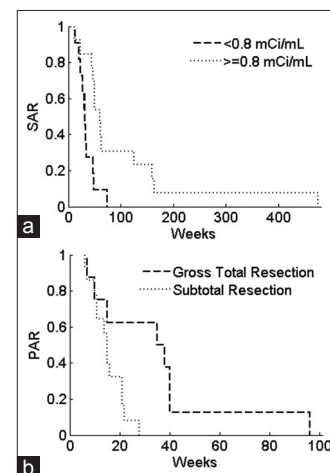 1
0.8
0.6
0.4
0.2
0
SAR
<0.8 mCi/mL
>=0.8 mCi/mL
0 100 200 300 400
Weeks
a
1
0.8
0.6
0.4
0.2
0
PAR
Gross Total Resection
Subtotal Resection
0 20 40 60 80 100
Weeks
b